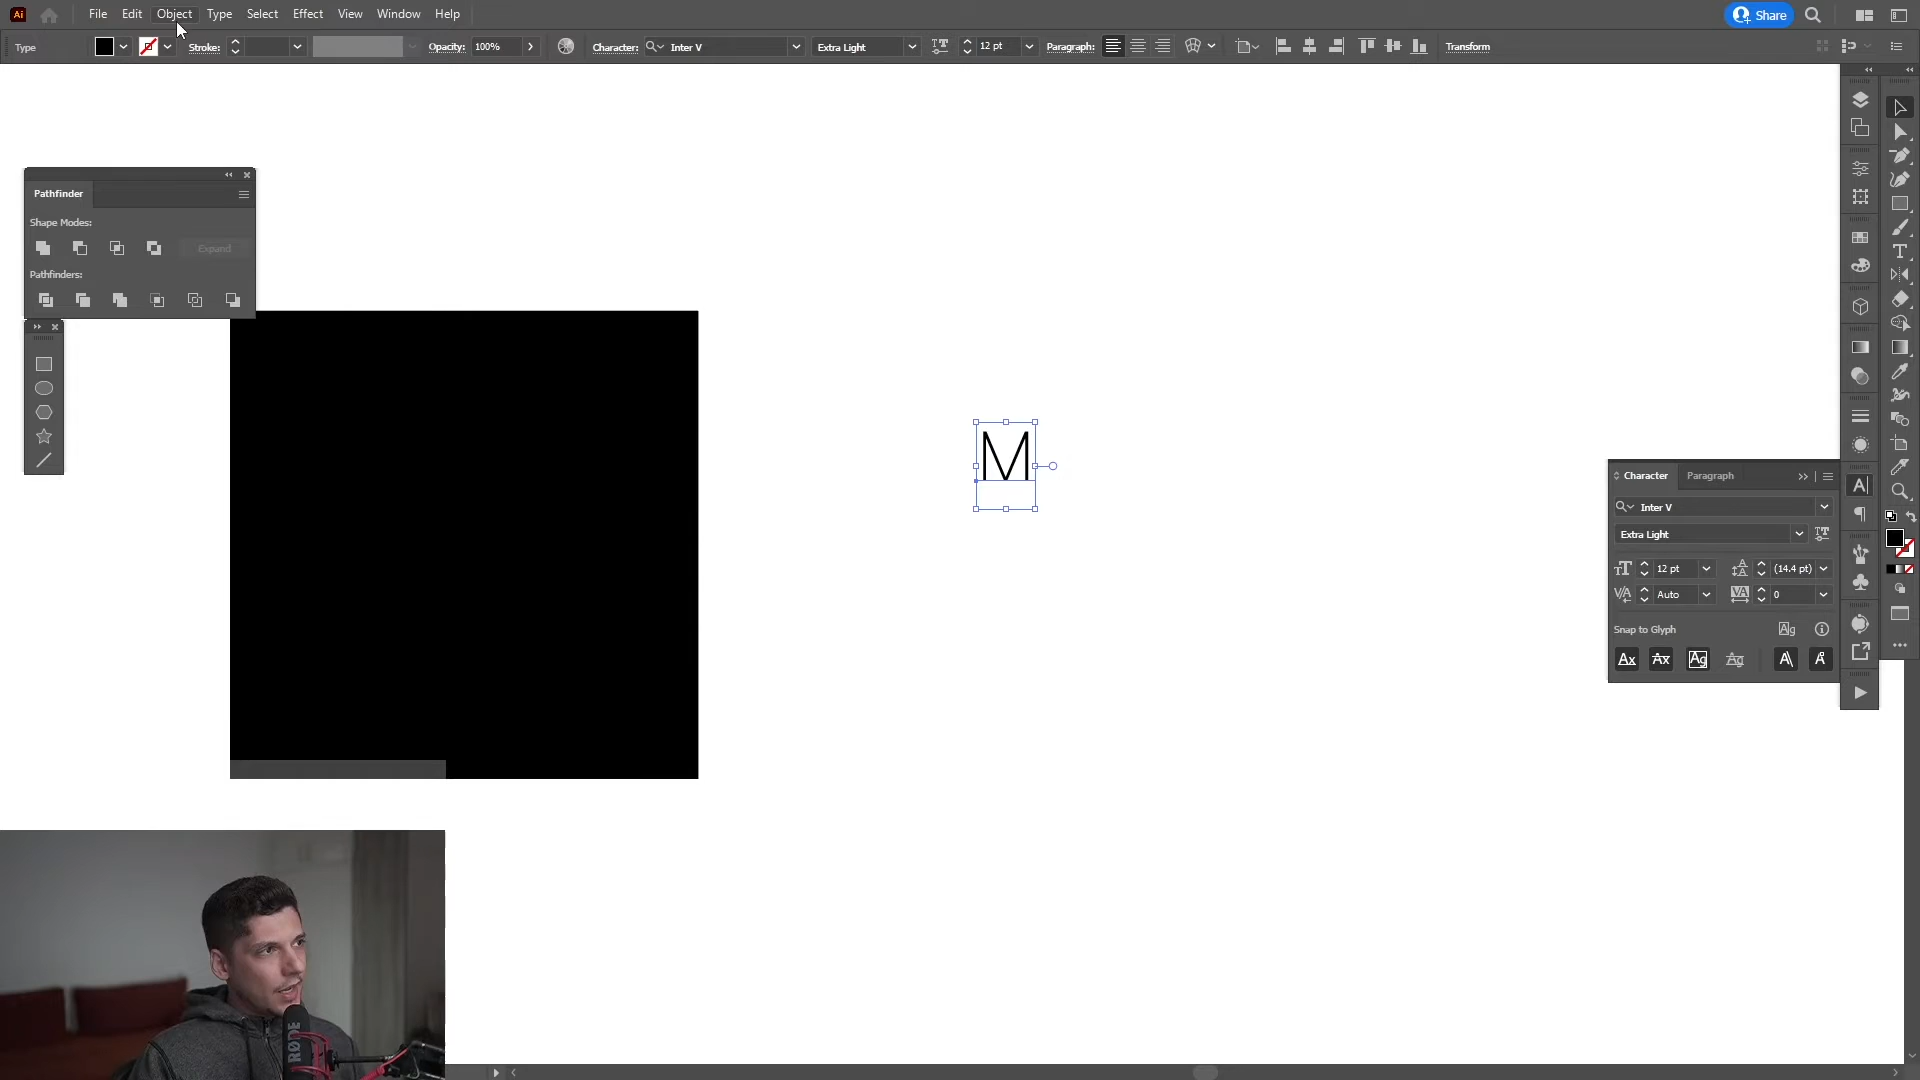 Ai File Edit Object Type Select Effect View Window Help Share
Type Stroke: Opacity: 100% Character: Inter V Extra Light 12 pt Paragraph: Transform
Pathfinder
Shape Modes:
Expand
Pathfinders:
M
Character Paragraph
Inter V
Extra Light
12 pt (14.4 pt)
Auto 0
Snap to Glyph
RØDE